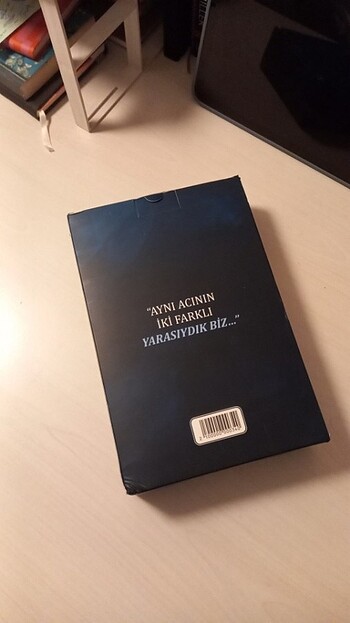 "AYNI ACININ
İKİ FARKLI
YARASIYDIK BİZ..."